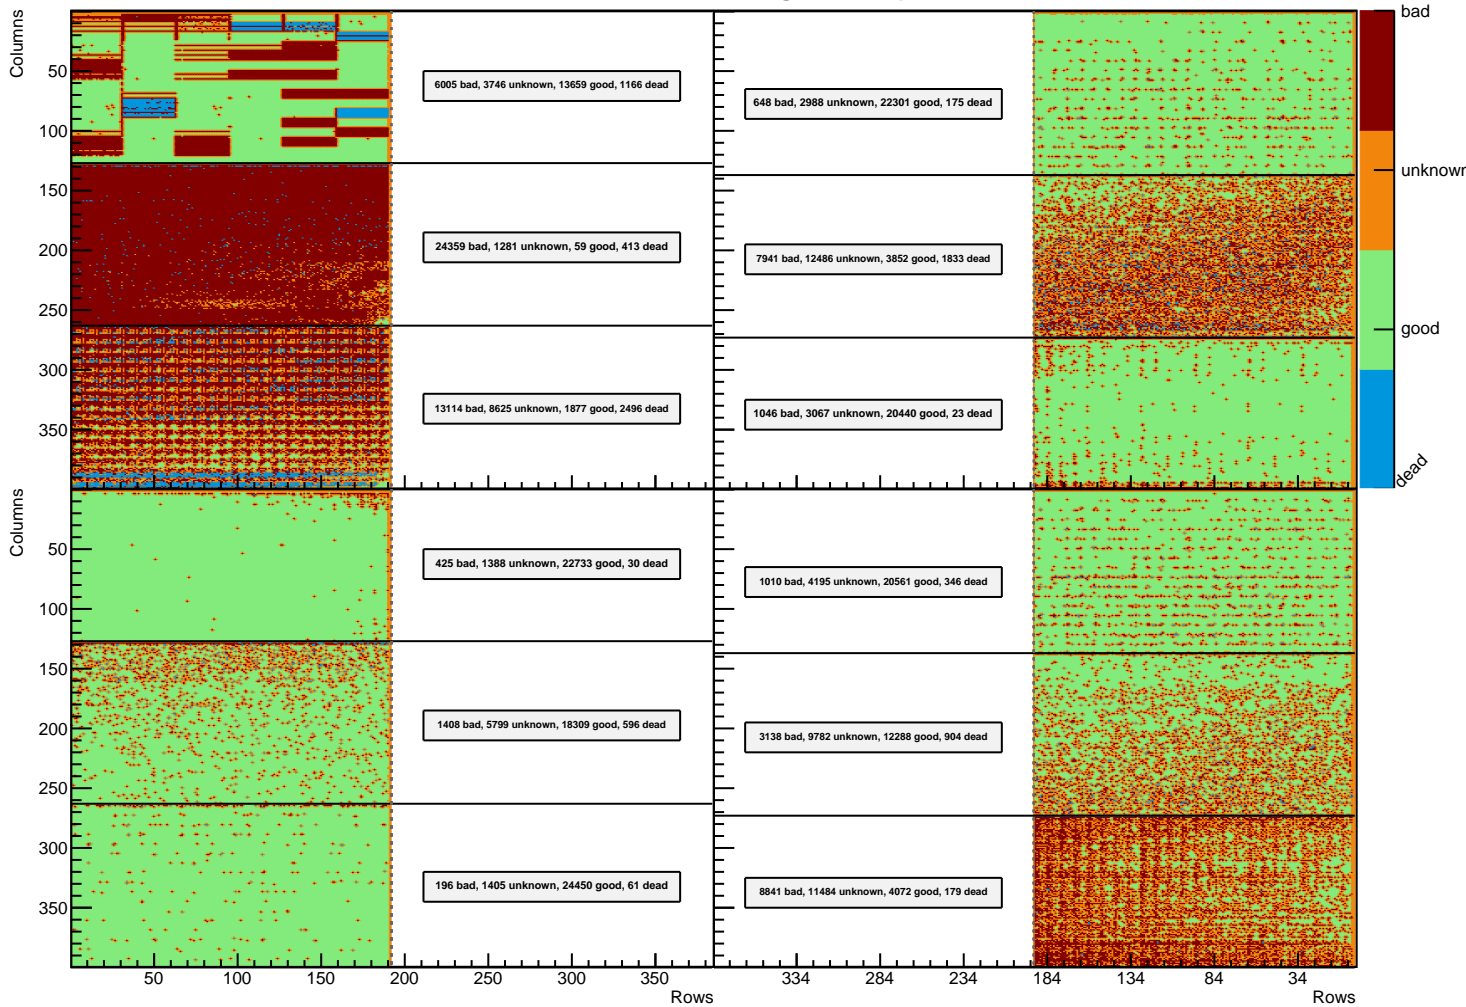 Columns
50
100
150
200
250
300
350
6005 bad, 3746 unknown, 13659 good, 1166 dead
24359 bad, 1281 unknown, 59 good, 413 dead
13114 bad, 8625 unknown, 1877 good, 2496 dead
648 bad, 2988 unknown, 22301 good, 175 dead
7941 bad, 12486 unknown, 3852 good, 1833 dead
1046 bad, 3067 unknown, 20440 good, 23 dead
bad
unknown
good
dead
Columns
50
100
150
200
250
300
350
425 bad, 1388 unknown, 22733 good, 30 dead
1408 bad, 5799 unknown, 18309 good, 596 dead
196 bad, 1405 unknown, 24450 good, 61 dead
1010 bad, 4195 unknown, 20561 good, 346 dead
3138 bad, 9782 unknown, 12288 good, 904 dead
8841 bad, 11484 unknown, 4072 good, 179 dead
50 100 150 200 250 300 350
Rows
334 284 234 184 134 84 34
Rows